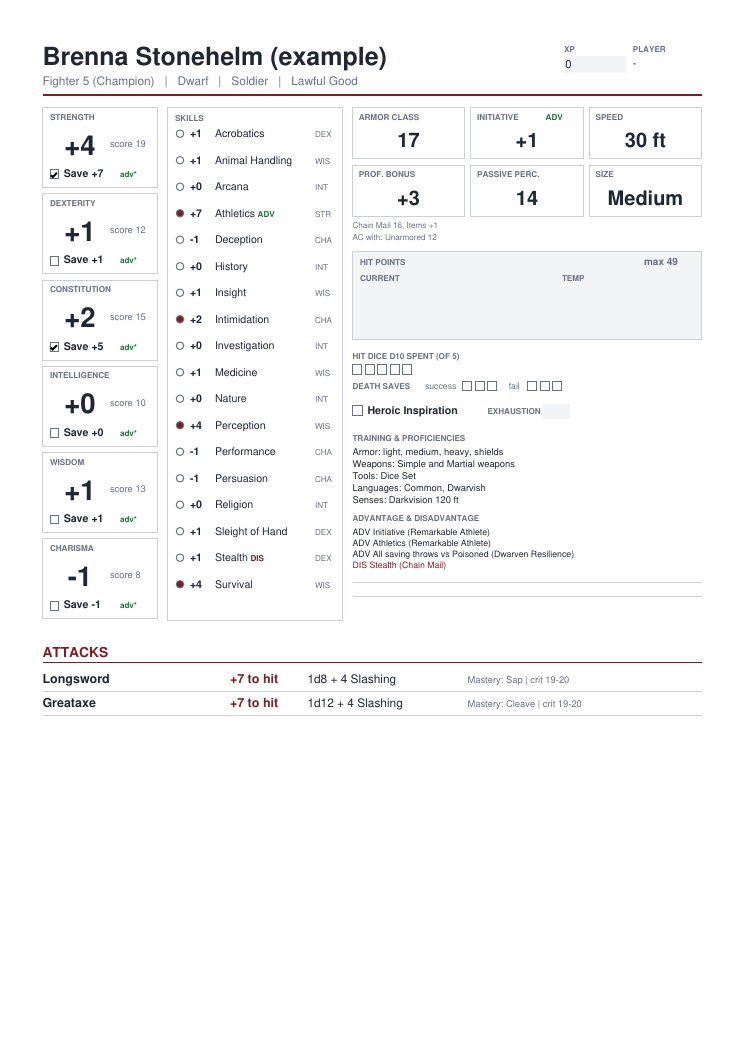 Brenna Stonehelm (example)
Fighter 5 (Champion) | Dwarf | Soldier | Lawful Good
XP
0
PLAYER
-
STRENGTH
+4 score 19
Save +7 adv*
DEXTERITY
+1 score 12
Save +1 adv*
CONSTITUTION
+2 score 15
Save +5 adv*
INTELLIGENCE
+0 score 10
Save +0 adv*
WISDOM
+1 score 13
Save +1 adv*
CHARISMA
-1 score 8
Save -1 adv*
SKILLS
+1 Acrobatics DEX
+1 Animal Handling WIS
+0 Arcana INT
+7 Athletics ADV STR
-1 Deception CHA
+0 History INT
+1 Insight WIS
+2 Intimidation CHA
+0 Investigation INT
+1 Medicine WIS
+0 Nature INT
+4 Perception WIS
-1 Performance CHA
-1 Persuasion CHA
+0 Religion INT
+1 Sleight of Hand DEX
+1 Stealth DIS DEX
+4 Survival WIS
ARMOR CLASS
17
INITIATIVE ADV
+1
SPEED
30 ft
PROF. BONUS
+3
PASSIVE PERC.
14
SIZE
Medium
Chain Mail 16, Items +1
AC with: Unarmored 12
HIT POINTS max 49
CURRENT TEMP
HIT DICE D10 SPENT (OF 5)
DEATH SAVES success fail
Heroic Inspiration EXHAUSTION
TRAINING & PROFICIENCIES
Armor: light, medium, heavy, shields
Weapons: Simple and Martial weapons
Tools: Dice Set
Languages: Common, Dwarvish
Senses: Darkvision 120 ft
ADVANTAGE & DISADVANTAGE
ADV Initiative (Remarkable Athlete)
ADV Athletics (Remarkable Athlete)
ADV All saving throws vs Poisoned (Dwarven Resilience)
DIS Stealth (Chain Mail)
ATTACKS
Longsword +7 to hit 1d8 + 4 Slashing Mastery: Sap | crit 19-20
Greataxe +7 to hit 1d12 + 4 Slashing Mastery: Cleave | crit 19-20